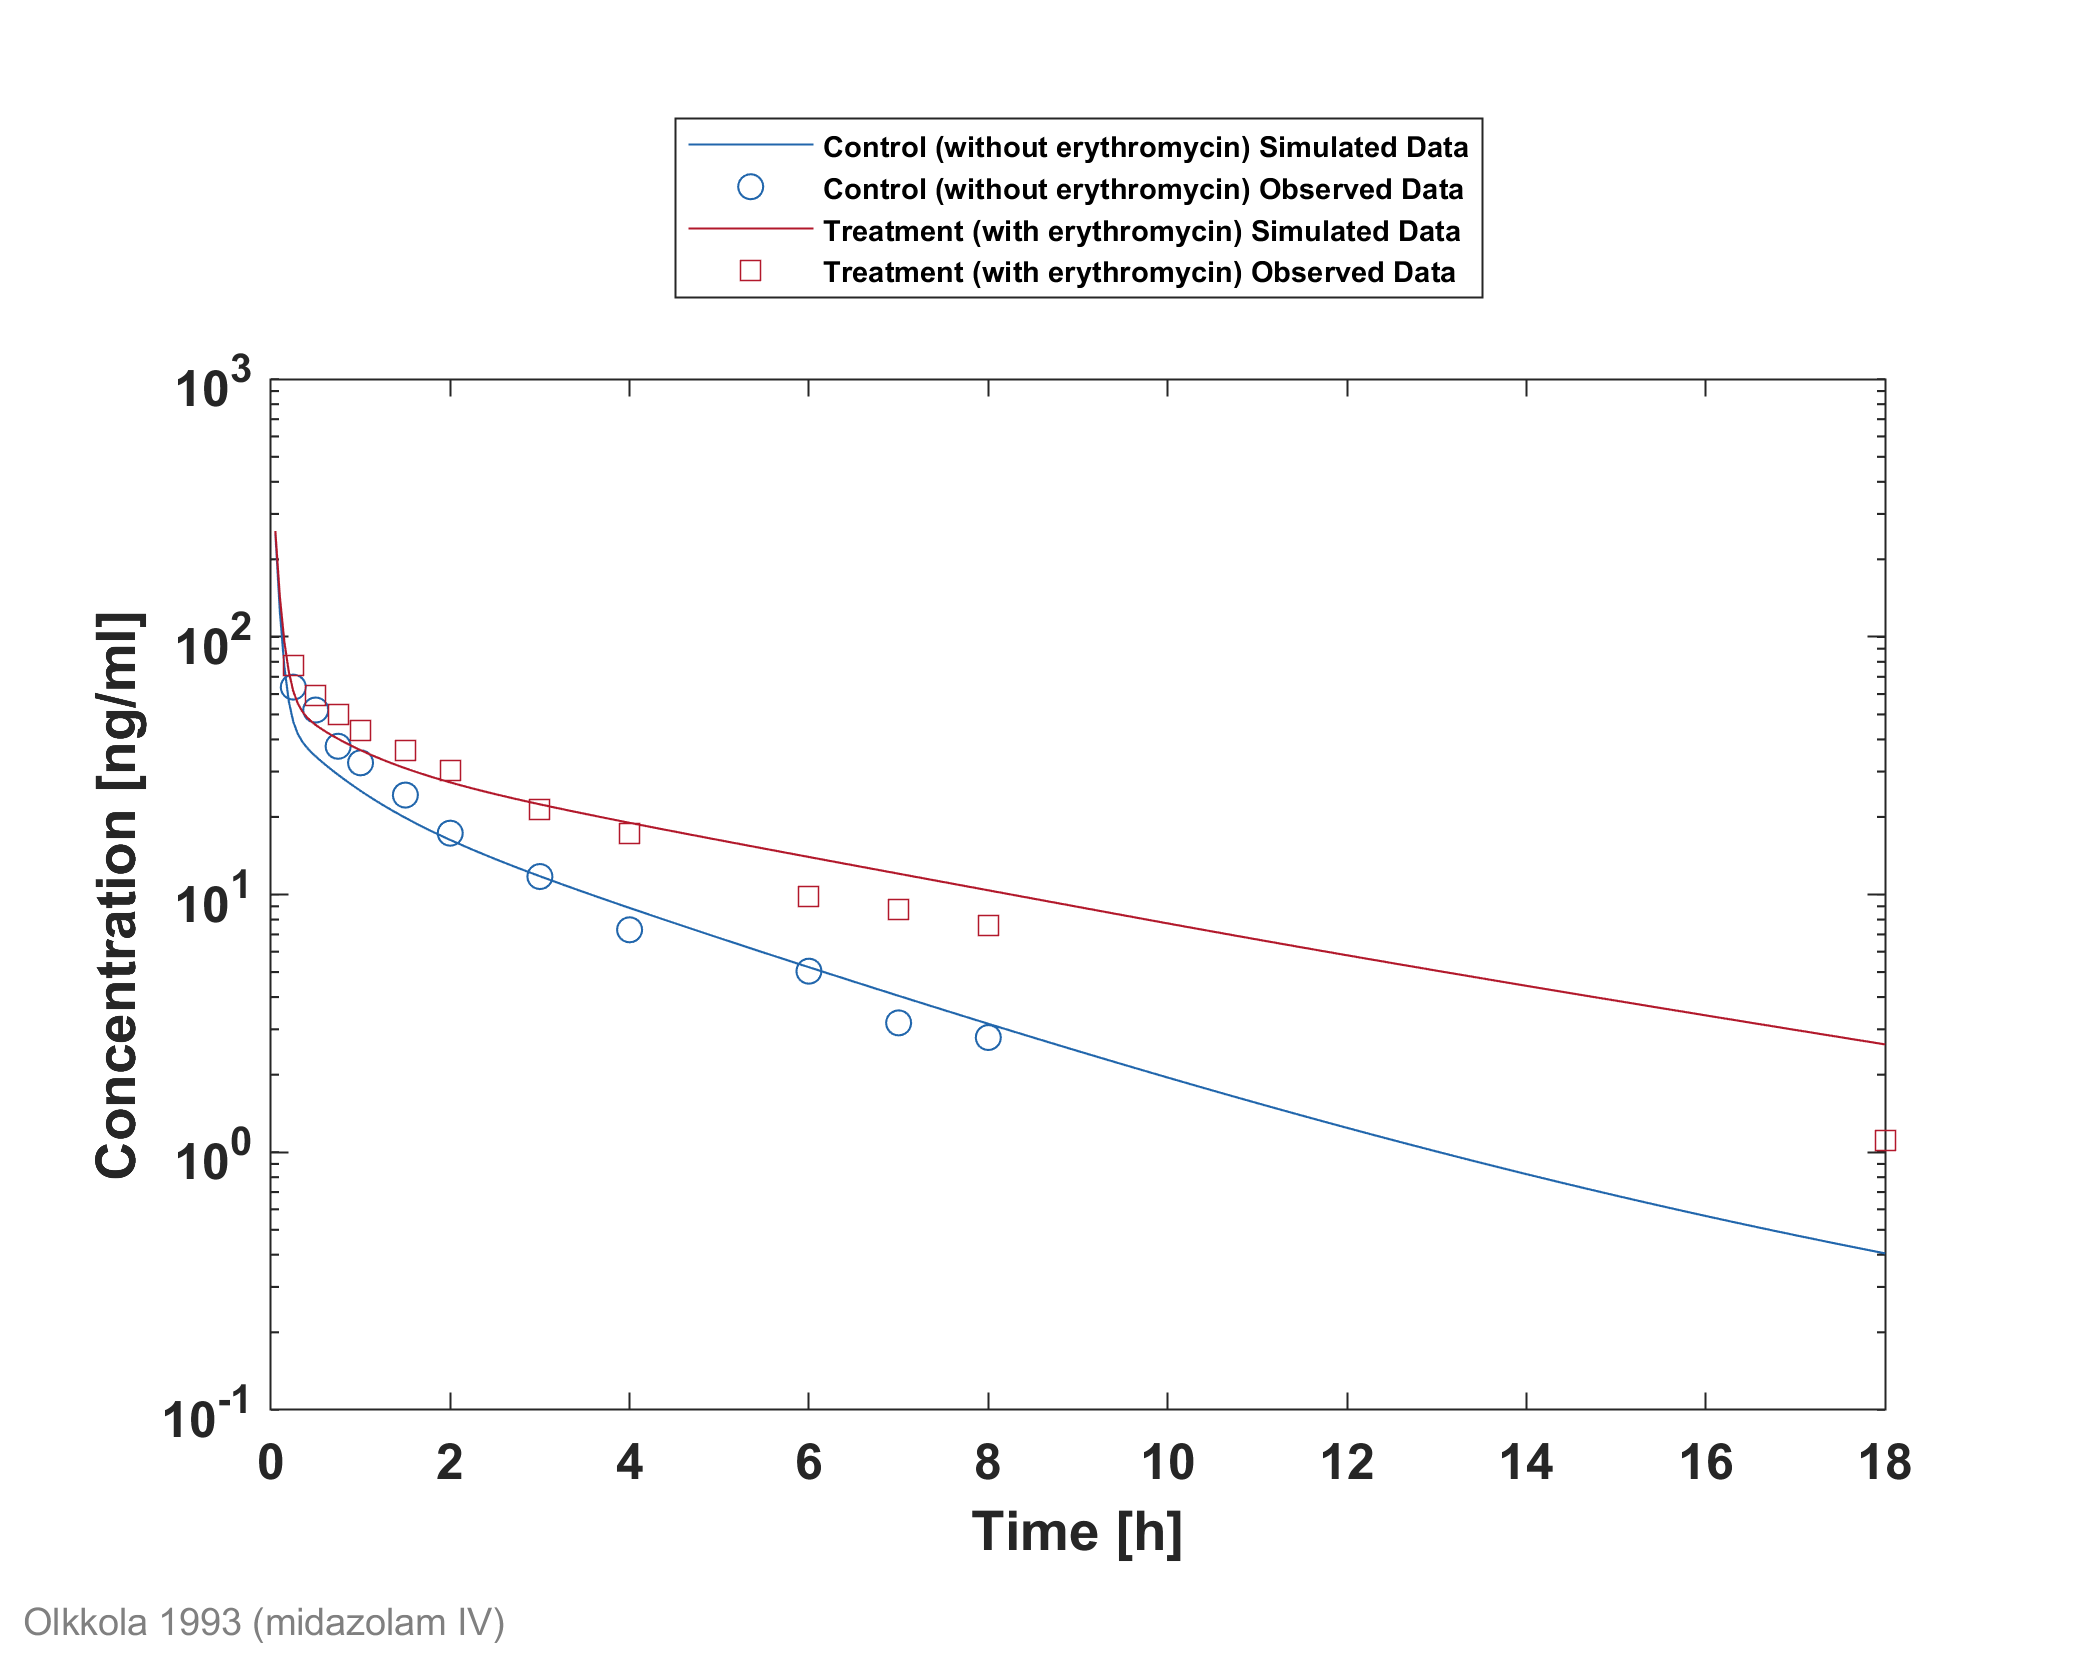 Control (without erythromycin) Simulated Data
Control (without erythromycin) Observed Data
Treatment (with erythromycin) Simulated Data
Treatment (with erythromycin) Observed Data
10^3
10^2
10^1
10^0
10^-1
Concentration [ng/ml]
0 2 4 6 8 10 12 14 16 18
Time [h]
Olkkola 1993 (midazolam IV)